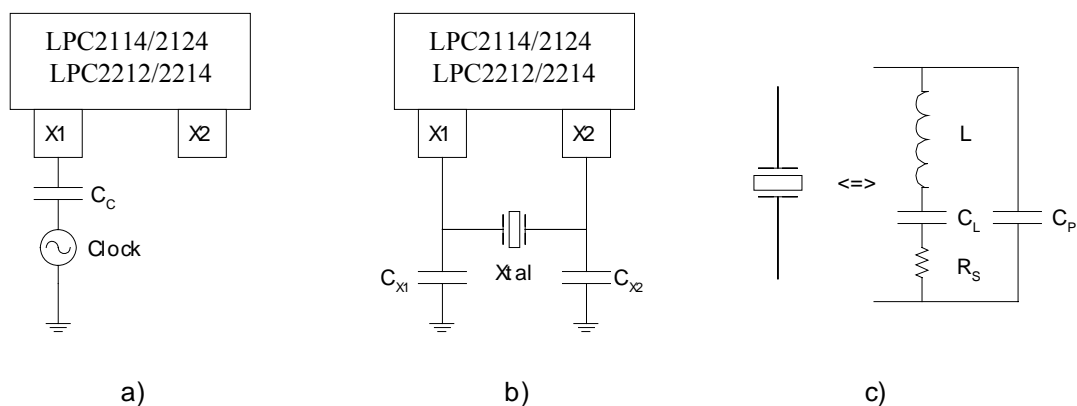 LPC2114/2124
LPC2212/2214
X1
X2
C_C
Clock
a)
LPC2114/2124
LPC2212/2214
X1
X2
C_X1
Xtal
C_X2
b)
<=>
L
C_L
C_P
R_S
c)